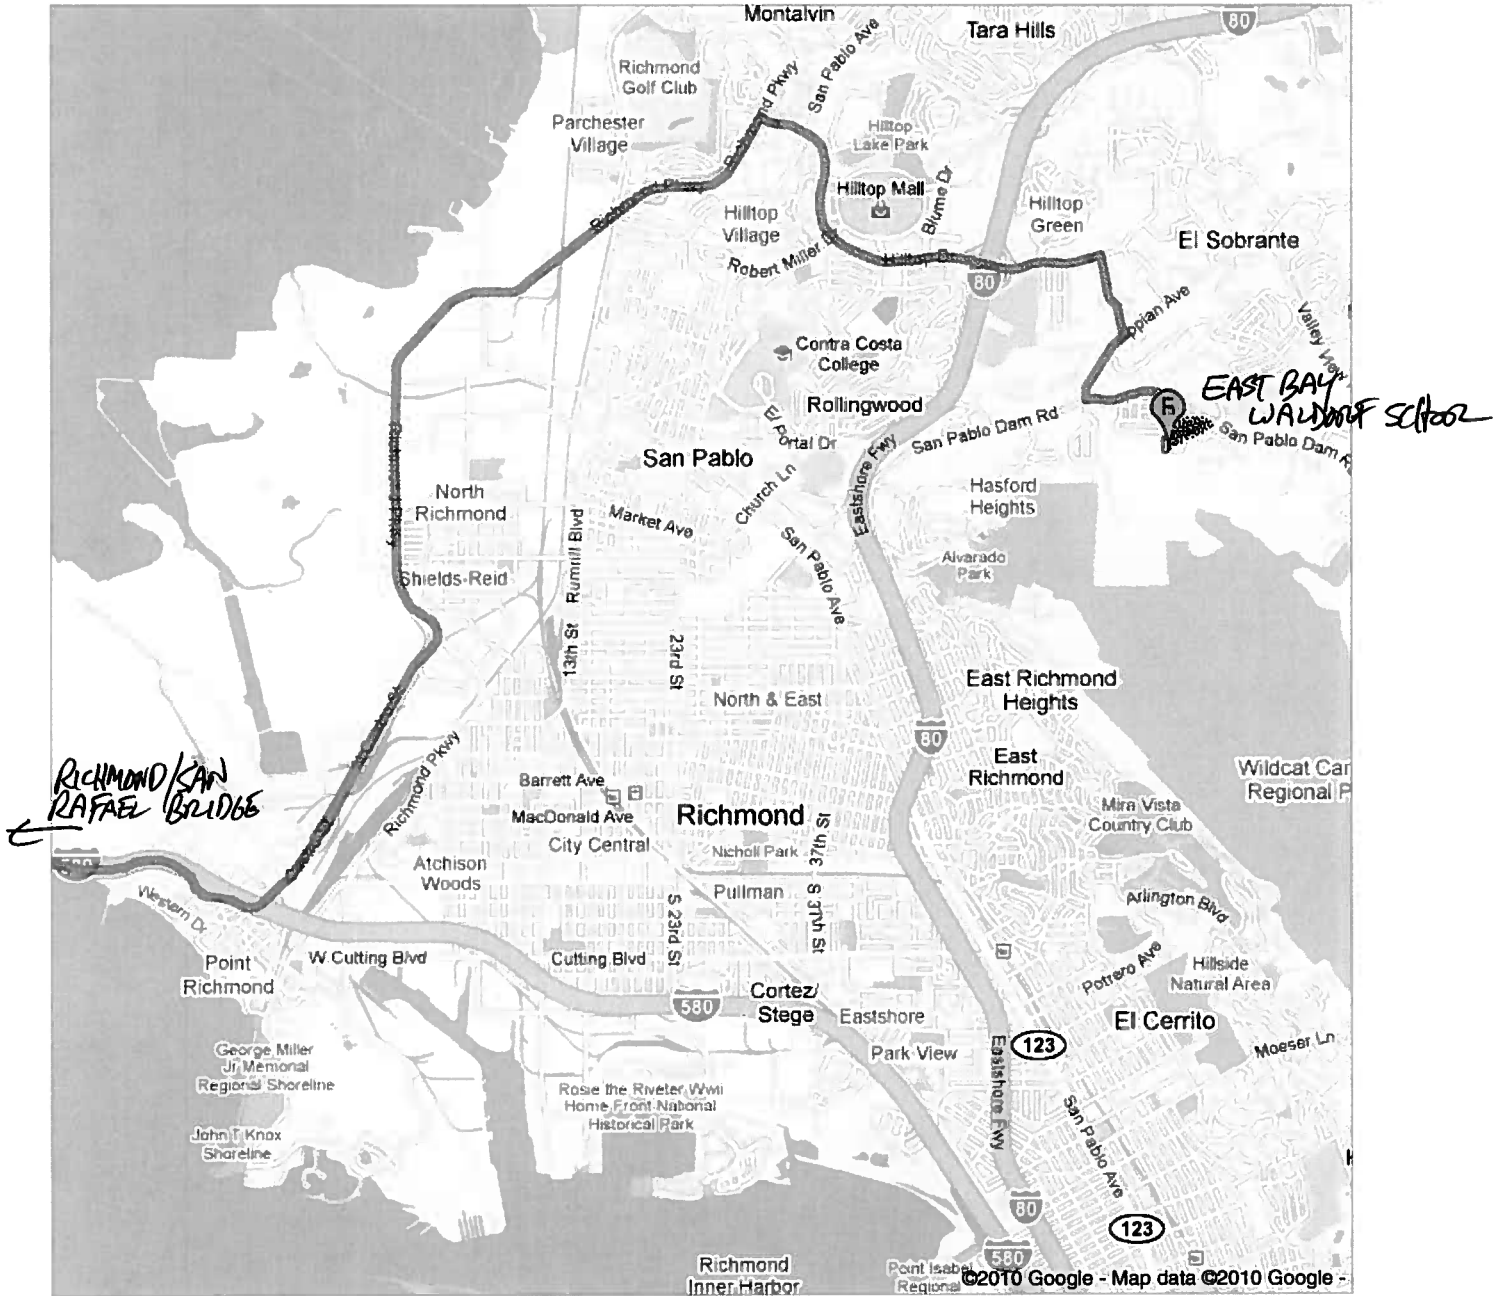 Montalvin
Tara Hills
80
Richmond
Golf Club
San Pablo Ave
Richmond Pkwy
Parchester
Village
Hilltop
Lake Park
Richmond Pkwy
Hilltop Mall
Blume Dr
Hilltop
Green
Hilltop
Village
El Sobrante
Robert Miller Dr
Hilltop Dr
80
ppian Ave
Valley View
Contra Costa
College
Rollingwood
EAST BAY
WALDORF SCHOOL
El Portal Dr
San Pablo Dam Rd
San Pablo Dam R
San Pablo
Eastshore Fwy
Church Ln
North
Richmond
Hasford
Heights
Market Ave
Rumrill Blvd
San Pablo Ave
Alvarado
Park
Shields-Reid
13th St
23rd St
North & East
East Richmond
Heights
80
East
Richmond
RICHMOND/SAN
RAFAEL BRIDGE
Richmond Pkwy
Barrett Ave
MacDonald Ave
Richmond
37th St
City Central
Nicholl Park
Mira Vista
Country Club
Wildcat Can
Regional P
580
Atchison
Woods
Pullman
S 37th St
S 23rd St
Western Dr
Arlington Blvd
W Cutting Blvd
Cutting Blvd
Point
Richmond
Potrero Ave
Hillside
Natural Area
580
Cortez/
Stege
Eastshore
El Cerrito
Park View
123
Moeser Ln
George Miller
Jr Memorial
Regional Shoreline
Eastshore Fwy
Rosie the Riveter Wwii
Home Front National
Historical Park
San Pablo Ave
John T Knox
Shoreline
80
123
580
Richmond
Inner Harbor
Point Isabel
Regional
©2010 Google - Map data ©2010 Google -